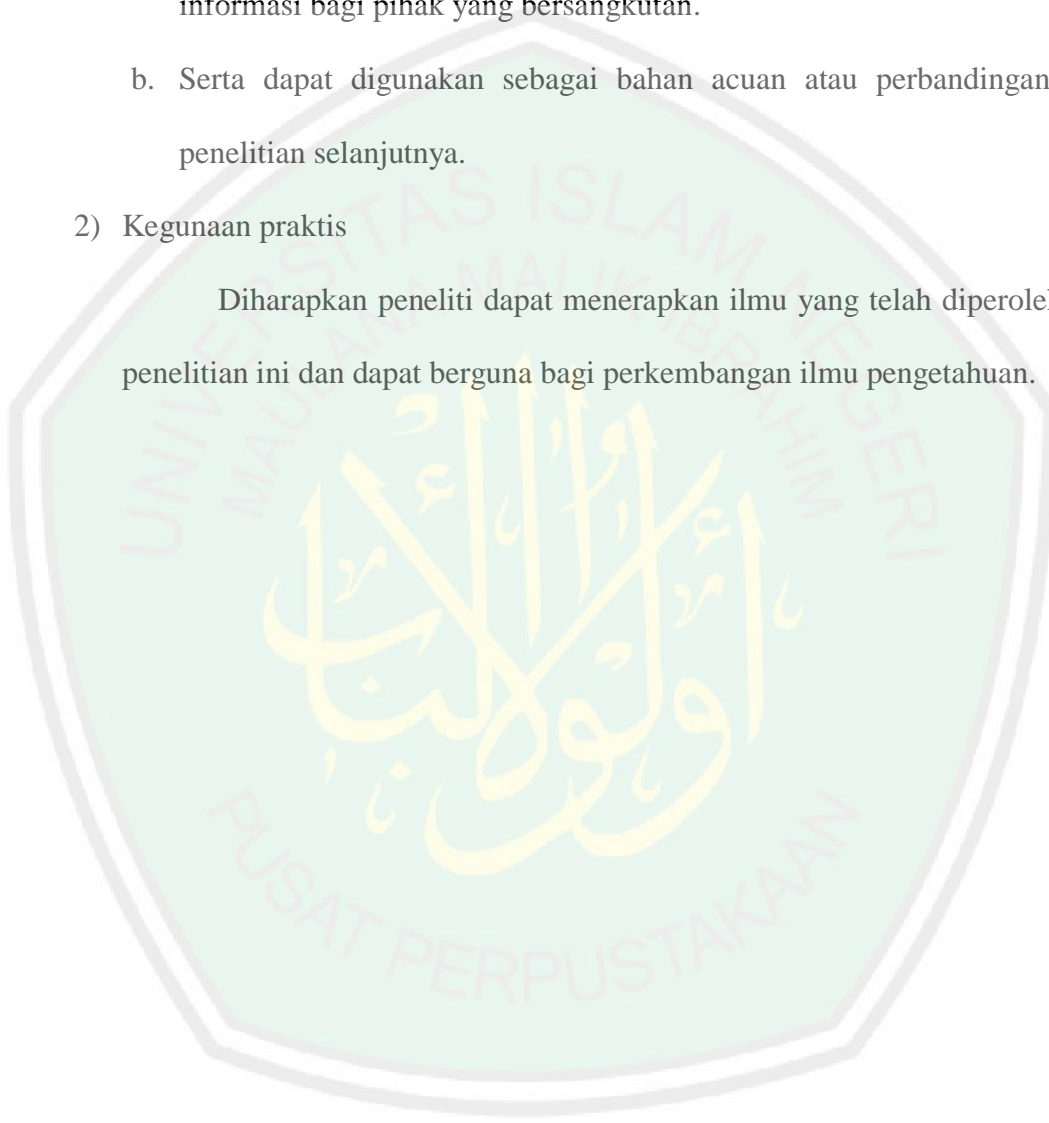 informasi bagi pihak yang bersangkutan.
b. Serta dapat digunakan sebagai bahan acuan atau perbandingan
penelitian selanjutnya.
2) Kegunaan praktis
Diharapkan peneliti dapat menerapkan ilmu yang telah diperoleh
penelitian ini dan dapat berguna bagi perkembangan ilmu pengetahuan.
UNIVERSITAS ISLAM NEGERI
MAULANA MALIK IBRAHIM
أولوا الألباب
PUSAT PERPUSTAKAAN